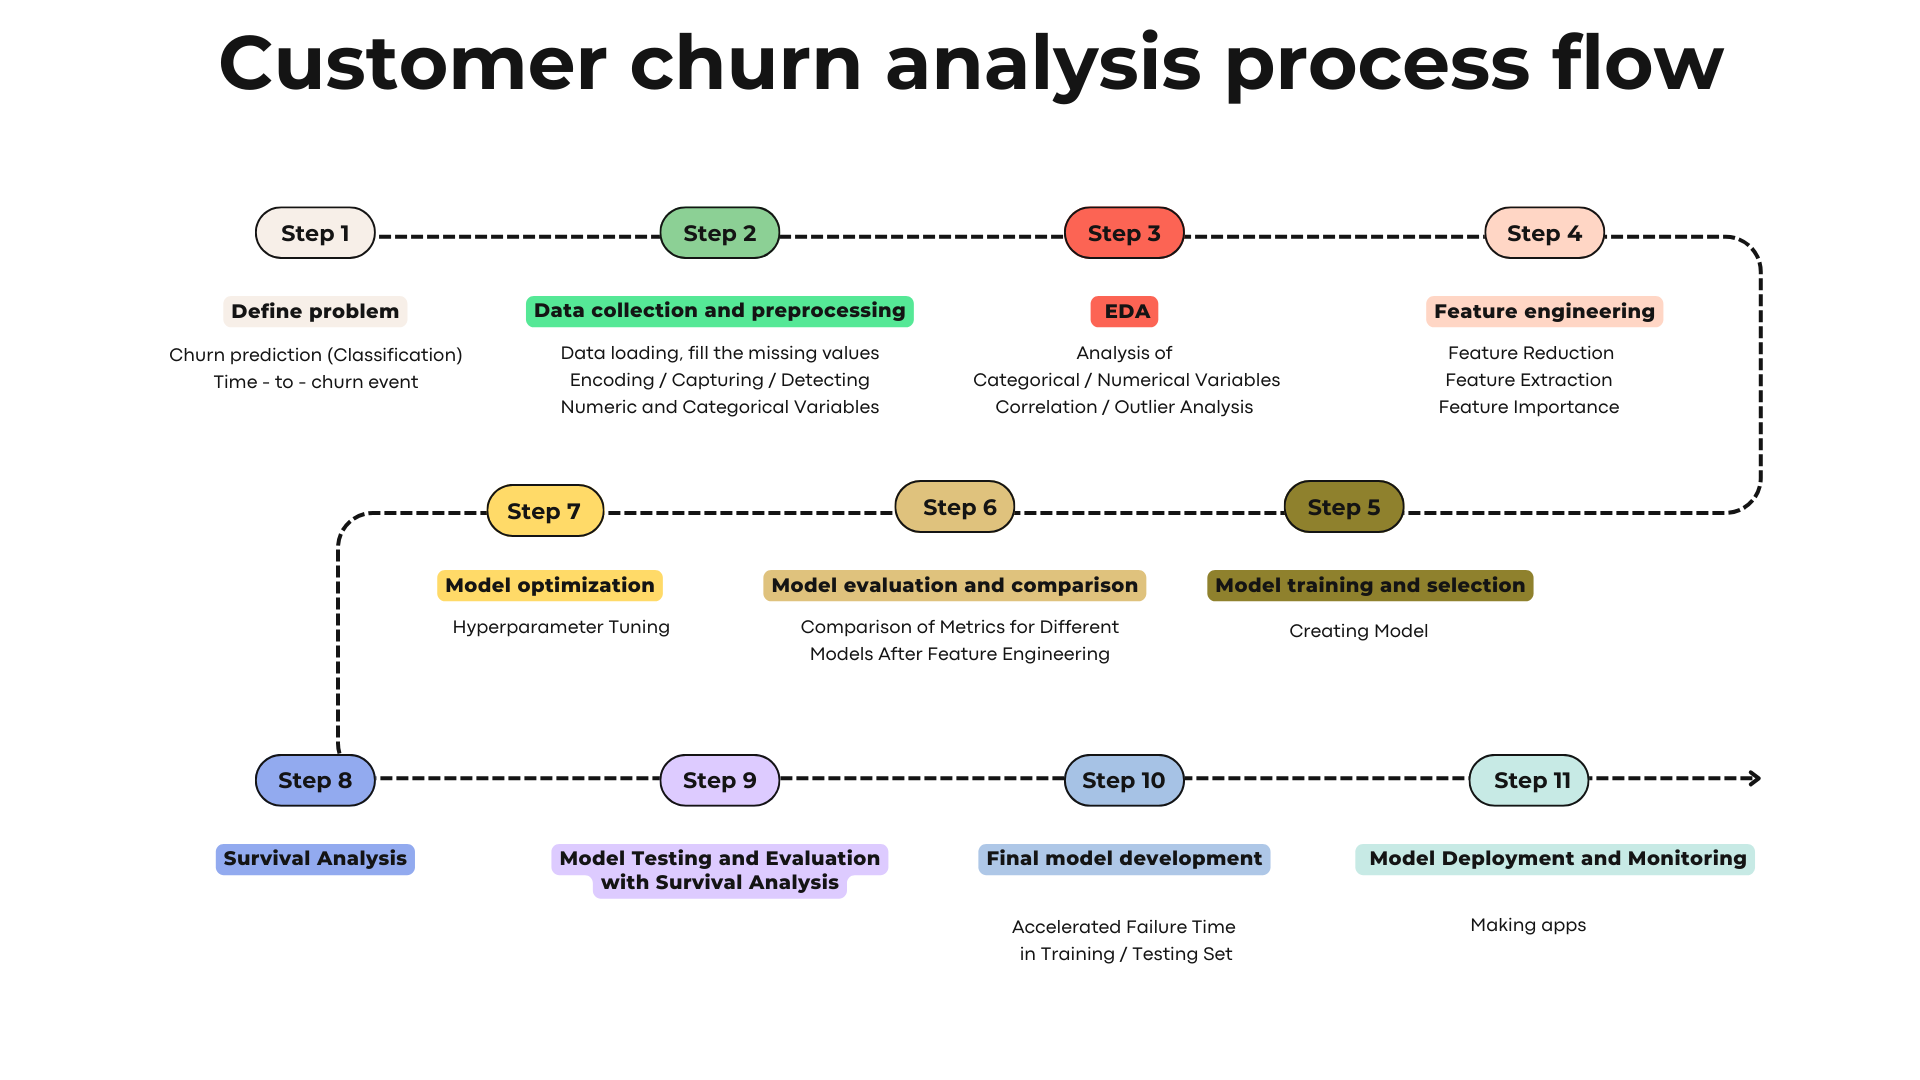 Customer churn analysis process flow
Step 1
Define problem
Churn prediction (Classification)
Time - to - churn event
Step 2
Data collection and preprocessing
Data loading, fill the missing values
Encoding / Capturing / Detecting
Numeric and Categorical Variables
Step 3
EDA
Analysis of
Categorical / Numerical Variables
Correlation / Outlier Analysis
Step 4
Feature engineering
Feature Reduction
Feature Extraction
Feature Importance
Step 5
Model training and selection
Creating Model
Step 6
Model evaluation and comparison
Comparison of Metrics for Different
Models After Feature Engineering
Step 7
Model optimization
Hyperparameter Tuning
Step 8
Survival Analysis
Step 9
Model Testing and Evaluation
with Survival Analysis
Step 10
Final model development
Accelerated Failure Time
in Training / Testing Set
Step 11
Model Deployment and Monitoring
Making apps